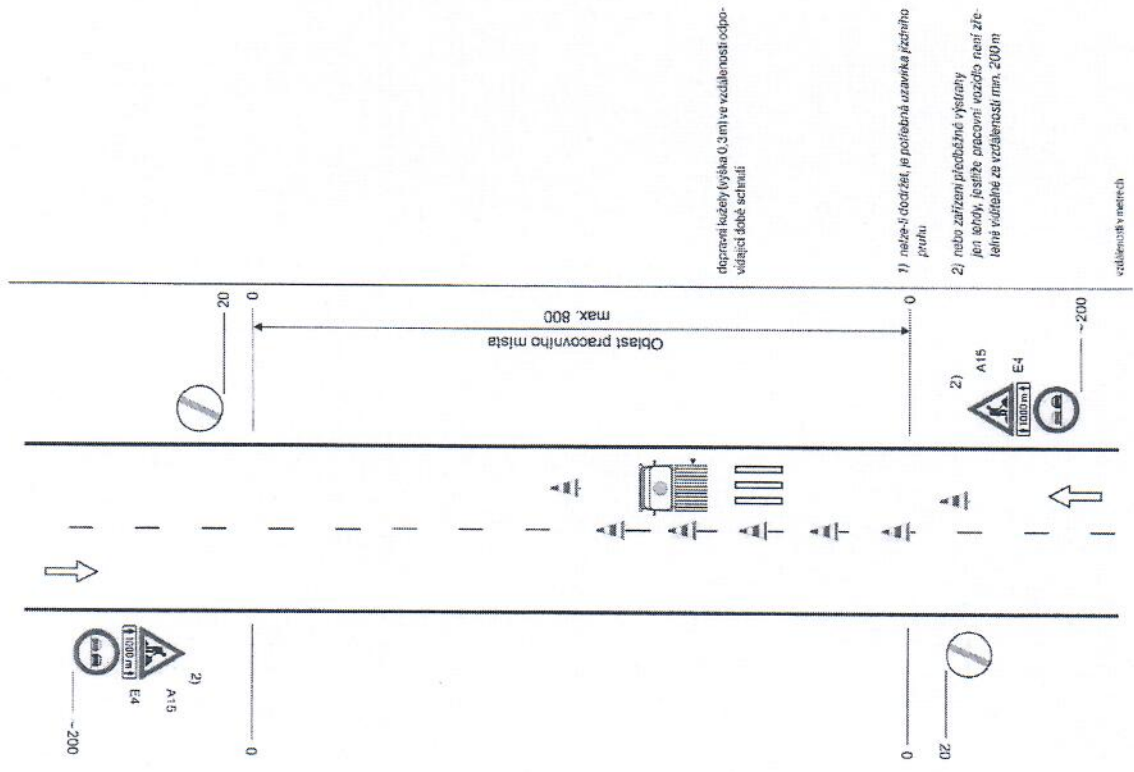 ~200
E4
A15
2)
1000 m
0
20
0
Oblast pracovního místa
max. 800
0
20
0
2)
A15
E4
1000 m
~200
dopravní kužely (výška 0,3 m) ve vzdálenosti odpo-
vídající době schnutí
1) nelze-li dodržet, je potřebná uzavírka jízdního
pruhu
2) nebo zařízení předběžné výstrahy
jen tehdy, jestliže pracovní vozidlo není zře-
telně viditelné ze vzdálenosti min. 200 m
vzdálenosti v metrech